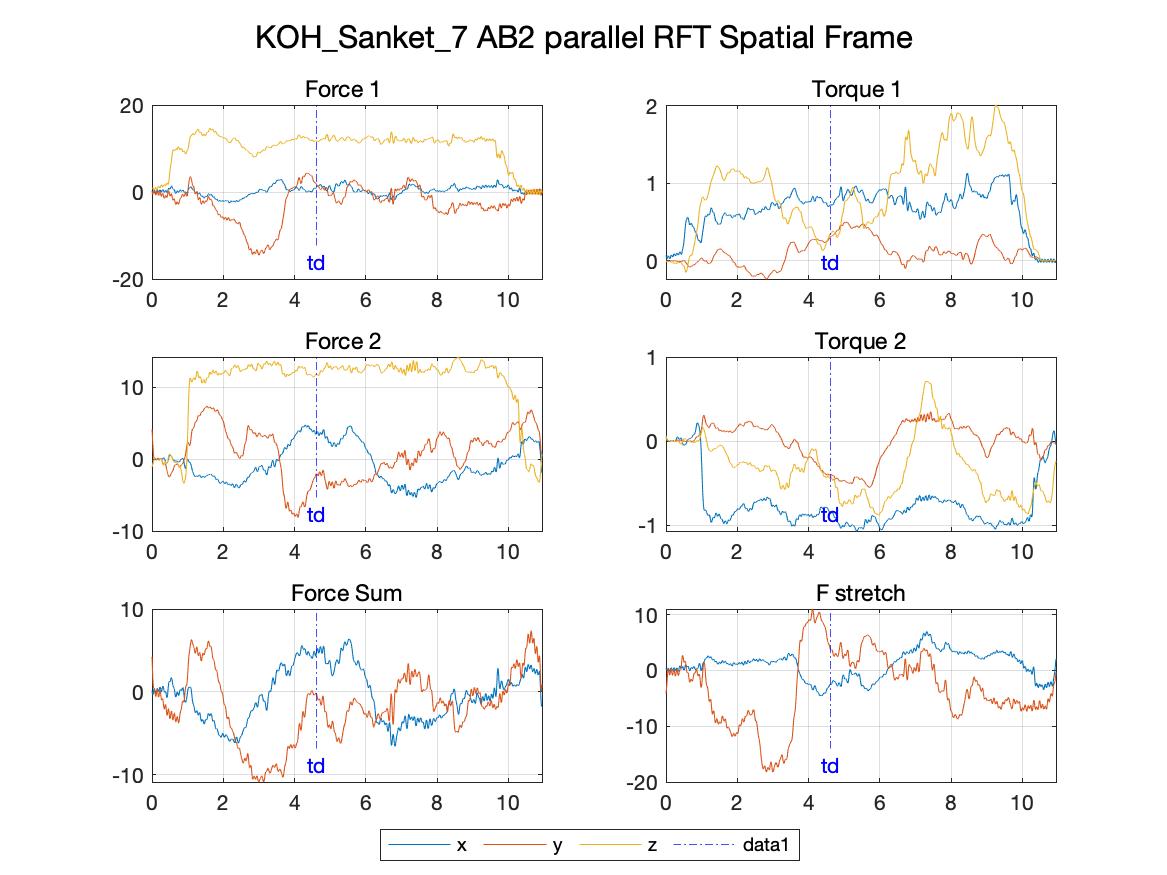 KOH_Sanket_7 AB2 parallel RFT Spatial Frame
Force 1
20
0
-20
td
0 2 4 6 8 10
Torque 1
2
1
0
td
0 2 4 6 8 10
Force 2
10
0
-10
td
0 2 4 6 8 10
Torque 2
1
0
-1
td
0 2 4 6 8 10
Force Sum
10
0
-10
td
0 2 4 6 8 10
F stretch
10
0
-10
-20
td
0 2 4 6 8 10
x y z data1